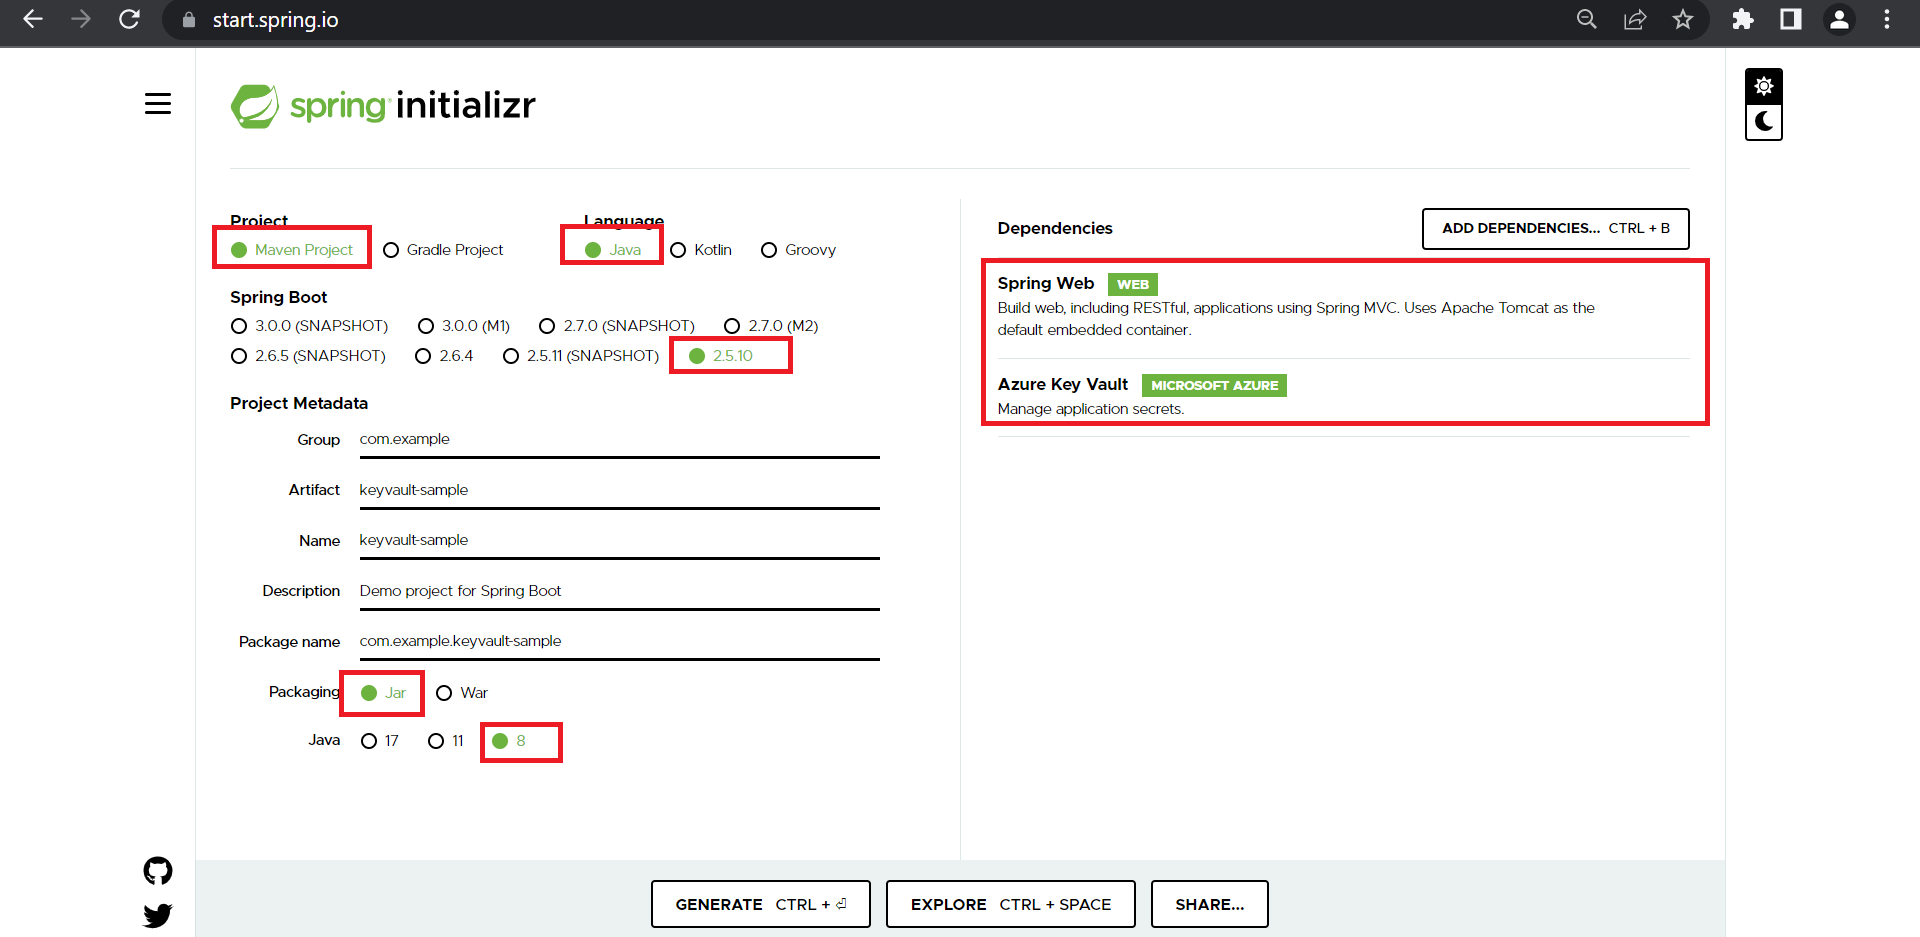 start.spring.io
spring initializr
Project
Maven Project Gradle Project
Language
Java Kotlin Groovy
Spring Boot
3.0.0 (SNAPSHOT) 3.0.0 (M1) 2.7.0 (SNAPSHOT) 2.7.0 (M2)
2.6.5 (SNAPSHOT) 2.6.4 2.5.11 (SNAPSHOT) 2.5.10
Project Metadata
Group com.example
Artifact keyvault-sample
Name keyvault-sample
Description Demo project for Spring Boot
Package name com.example.keyvault-sample
Packaging Jar War
Java 17 11 8
Dependencies ADD DEPENDENCIES... CTRL + B
Spring Web WEB
Build web, including RESTful, applications using Spring MVC. Uses Apache Tomcat as the
default embedded container.
Azure Key Vault MICROSOFT AZURE
Manage application secrets.
GENERATE CTRL + ⏎ EXPLORE CTRL + SPACE SHARE...